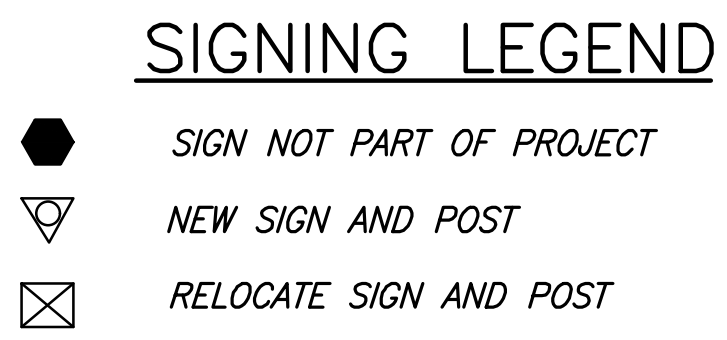 SIGNING LEGEND
SIGN NOT PART OF PROJECT
NEW SIGN AND POST
RELOCATE SIGN AND POST